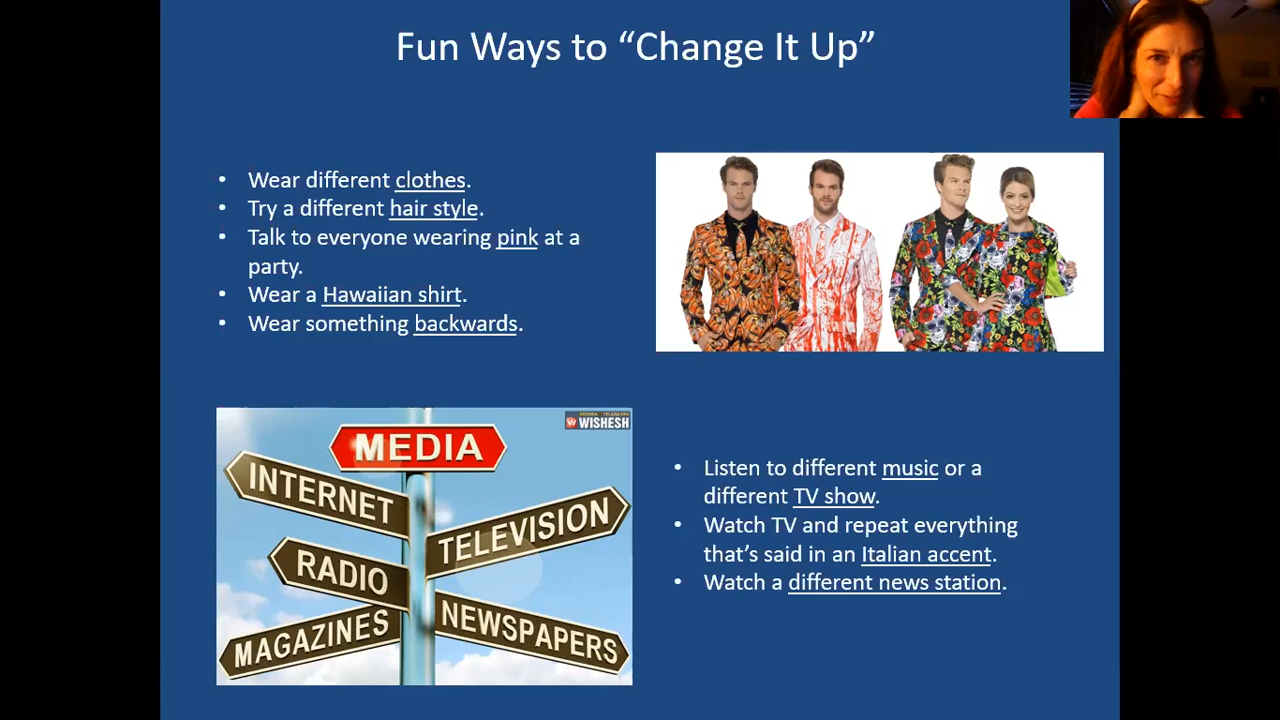 Fun Ways to “Change It Up”
• Wear different clothes.
• Try a different hair style.
• Talk to everyone wearing pink at a
party.
• Wear a Hawaiian shirt.
• Wear something backwards.
WISHESH
MEDIA
INTERNET
TELEVISION
RADIO
NEWSPAPERS
MAGAZINES
• Listen to different music or a
different TV show.
• Watch TV and repeat everything
that’s said in an Italian accent.
• Watch a different news station.